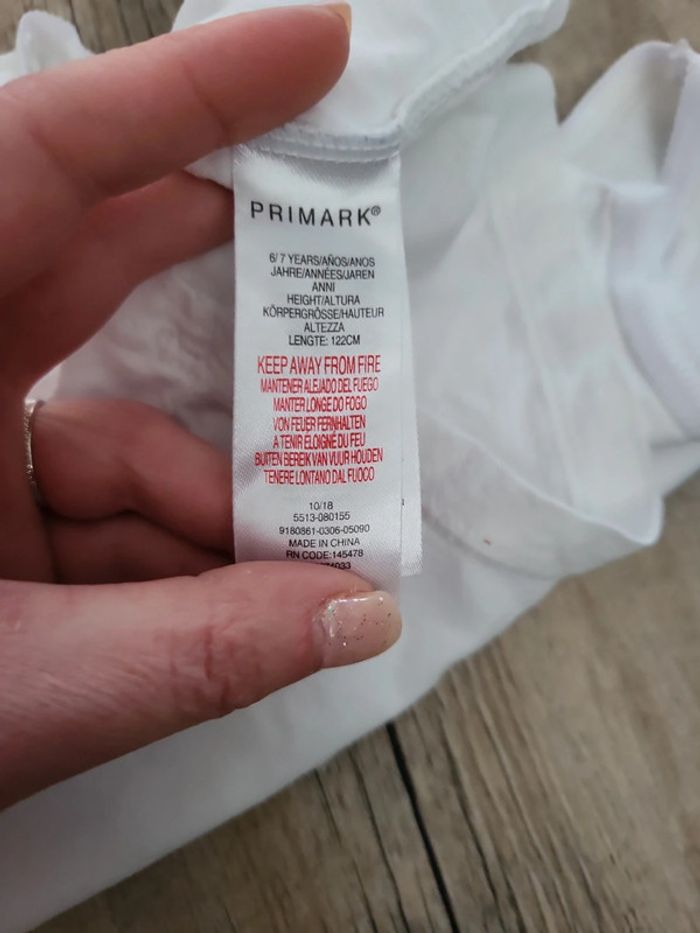 PRIMARK®
6/7 YEARS/AÑOS/ANOS
JAHRE/ANNÉES/JAREN
ANNI
HEIGHT/ALTURA
KÖRPERGRÖSSE/HAUTEUR
ALTEZZA
LENGTE: 122CM
KEEP AWAY FROM FIRE
MANTENER ALEJADO DEL FUEGO
MANTER LONGE DO FOGO
VON FEUER FERNHALTEN
A TENIR ÉLOIGNÉ DU FEU
BUITEN BEREIK VAN VUUR HOUDEN
TENERE LONTANO DAL FUOCO
10/18
5513-080155
9180861-0306-05090
MADE IN CHINA
RN CODE:145478